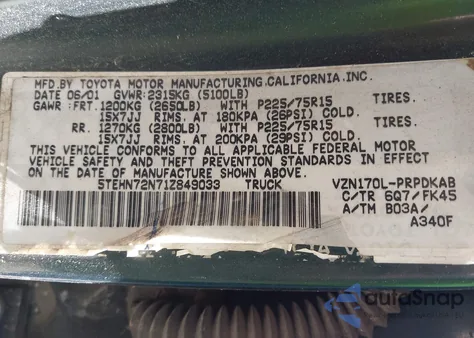 MFD.BY TOYOTA MOTOR MANUFACTURING,CALIFORNIA,INC.
DATE 06/01 GVWR:2315KG (5100LB)
GAWR: FRT. 1200KG (2650LB) WITH P225/75R15 TIRES.
15X7JJ RIMS. AT 180KPA (26PSI) COLD.
RR. 1270KG (2800LB) WITH P225/75R15 TIRES.
15X7JJ RIMS. AT 200KPA (29PSI) COLD.
THIS VEHICLE CONFORMS TO ALL APPLICABLE FEDERAL MOTOR
VEHICLE SAFETY AND THEFT PREVENTION STANDARDS IN EFFECT
ON THE DATE OF MANUFACTURE SHOWN ABOVE.
5TEHN72N71Z849033 TRUCK VZN170L-PRPDKAB
C/TR 6Q7/FK45
A/TM B03A/
A340F
autoSnap